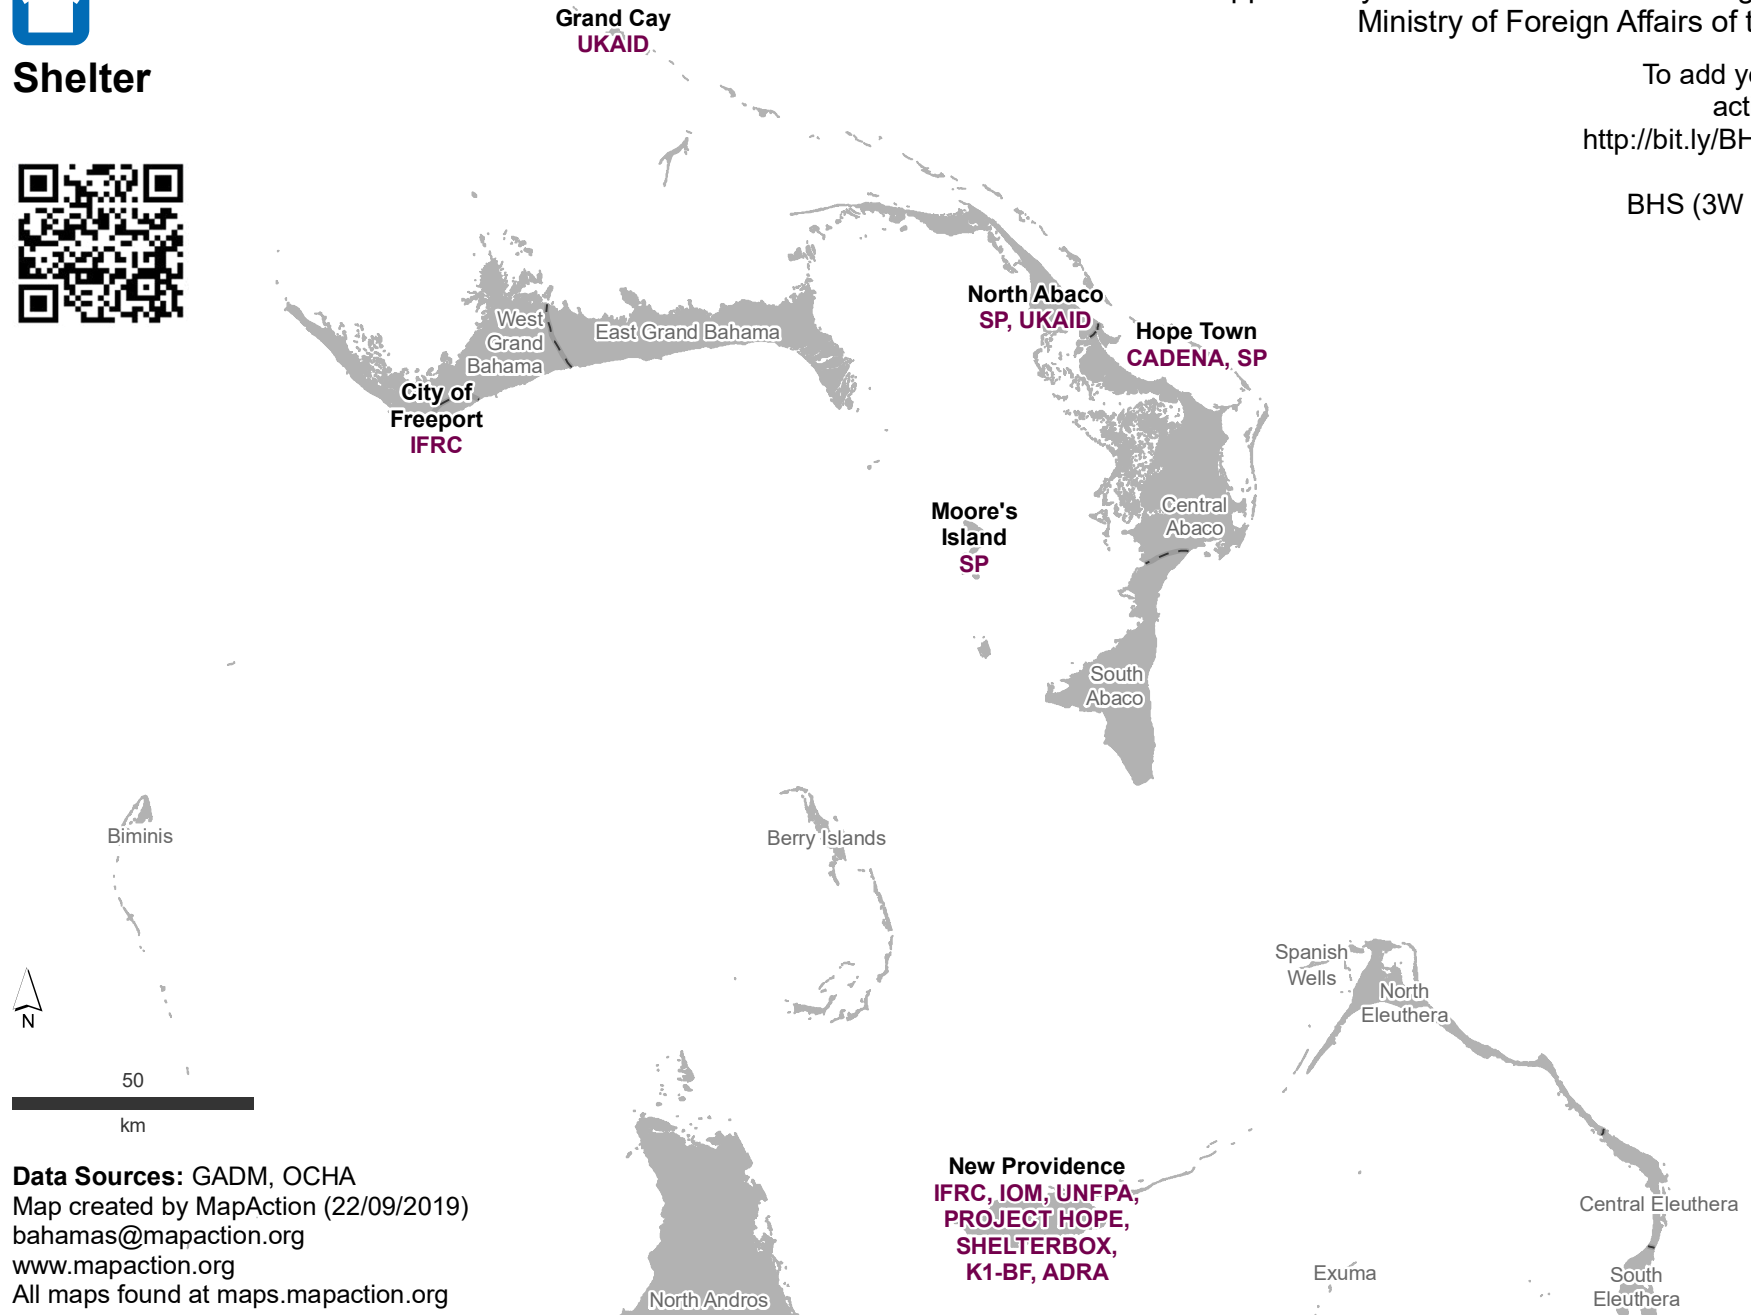 Grand Cay
UKAID
Shelter
Ministry of Foreign Affairs of
To add
http://bit.ly/BH
BHS (3W
North Abaco
SP, UKAID
Hope Town
CADENA, SP
West
Grand
Bahama
East Grand Bahama
City of
Freeport
IFRC
Moore's
Island
SP
Central
Abaco
South
Abaco
Biminis
Berry Islands
Spanish
Wells
North
Eleuthera
N
50
km
Data Sources: GADM, OCHA
Map created by MapAction (22/09/2019)
bahamas@mapaction.org
www.mapaction.org
All maps found at maps.mapaction.org
New Providence
IFRC, IOM, UNFPA,
PROJECT HOPE,
SHELTERBOX,
K1-BF, ADRA
North Andros
Central Eleuthera
Exuma
South
Eleuthera